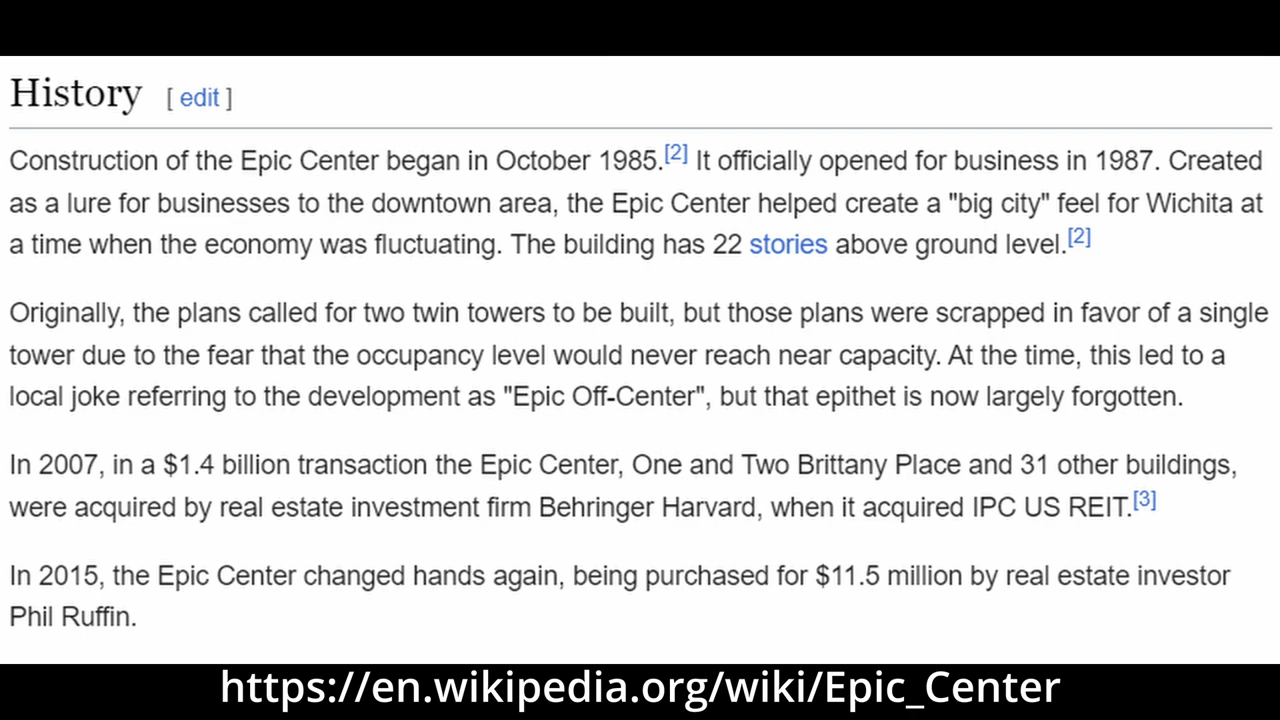 History [ edit ]
Construction of the Epic Center began in October 1985.[2] It officially opened for business in 1987. Created
as a lure for businesses to the downtown area, the Epic Center helped create a "big city" feel for Wichita at
a time when the economy was fluctuating. The building has 22 stories above ground level.[2]
Originally, the plans called for two twin towers to be built, but those plans were scrapped in favor of a single
tower due to the fear that the occupancy level would never reach near capacity. At the time, this led to a
local joke referring to the development as "Epic Off-Center", but that epithet is now largely forgotten.
In 2007, in a $1.4 billion transaction the Epic Center, One and Two Brittany Place and 31 other buildings,
were acquired by real estate investment firm Behringer Harvard, when it acquired IPC US REIT.[3]
In 2015, the Epic Center changed hands again, being purchased for $11.5 million by real estate investor
Phil Ruffin.
https://en.wikipedia.org/wiki/Epic_Center